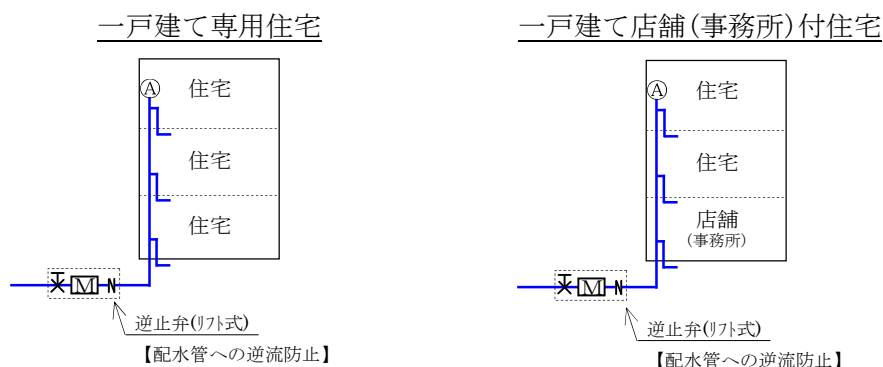 一戸建て専用住宅
Ⓐ 住宅
住宅
住宅
M N
逆止弁(ﾘﾌﾄ式)
【配水管への逆流防止】
一戸建て店舗(事務所)付住宅
Ⓐ 住宅
住宅
店舗
(事務所)
M N
逆止弁(ﾘﾌﾄ式)
【配水管への逆流防止】